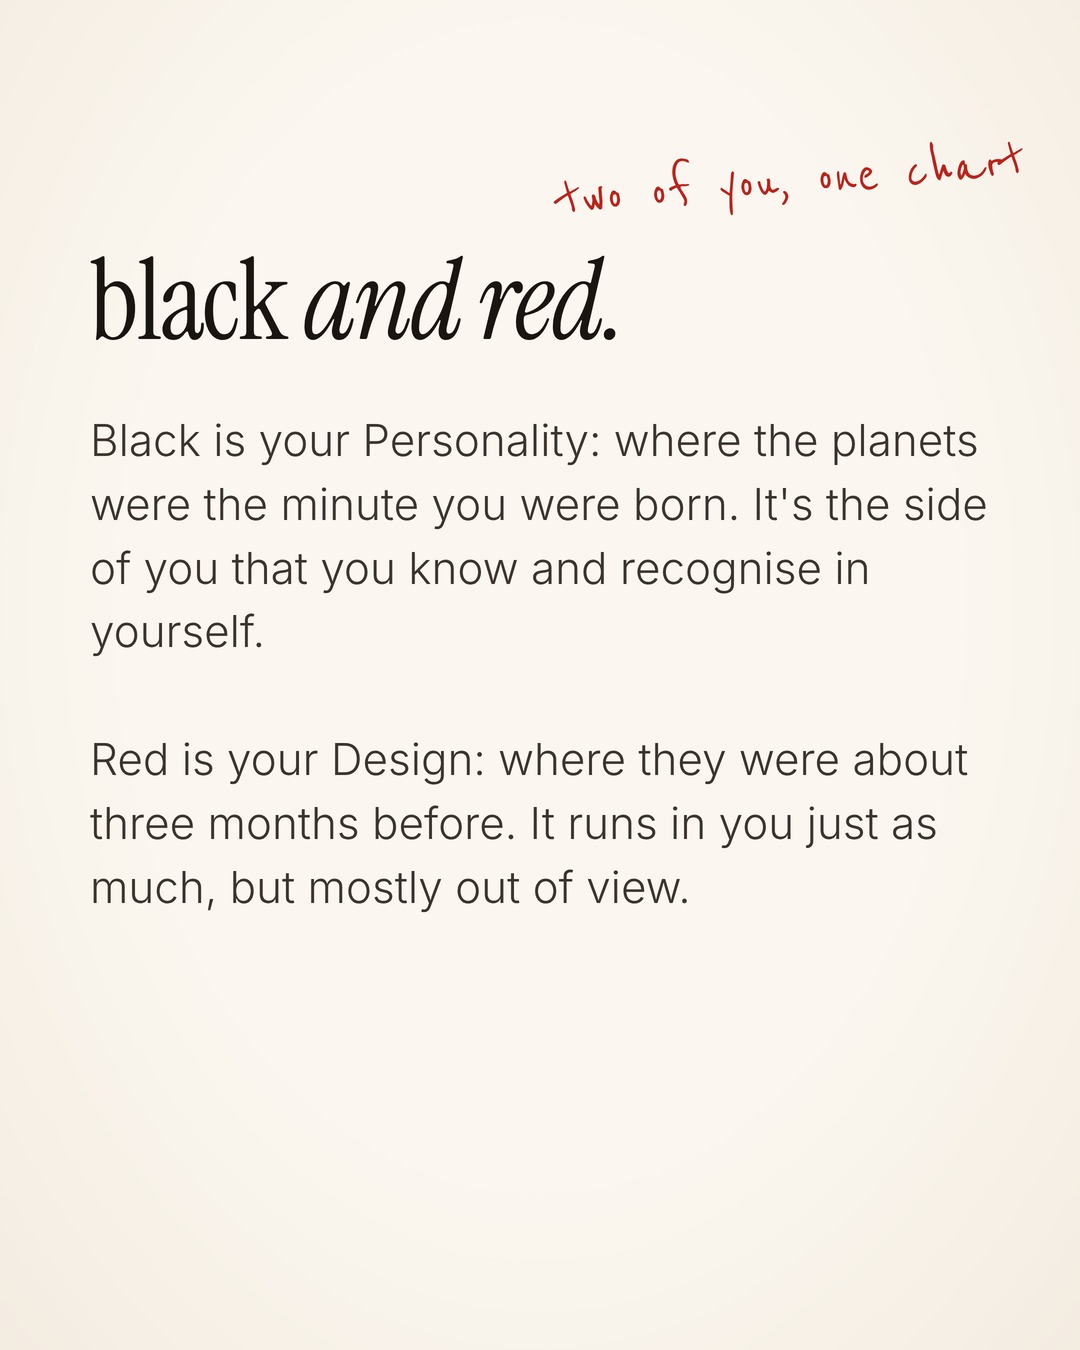 two of you, one chart
black and red.
Black is your Personality: where the planets
were the minute you were born. It's the side
of you that you know and recognise in
yourself.
Red is your Design: where they were about
three months before. It runs in you just as
much, but mostly out of view.